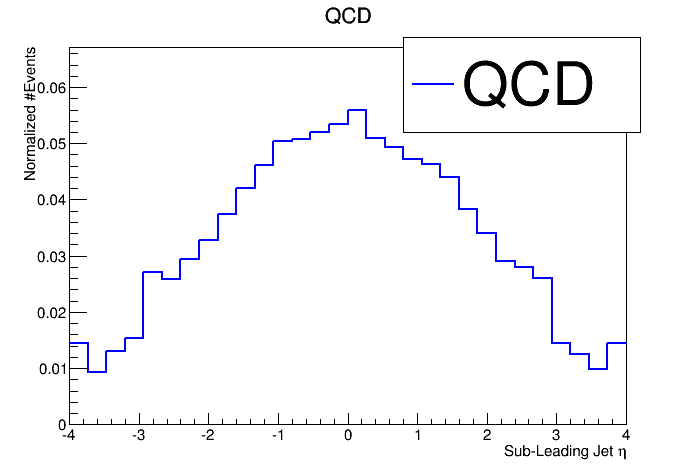 QCD
QCD
Normalized #Events
0.06
0.05
0.04
0.03
0.02
0.01
0
-4 -3 -2 -1 0 1 2 3 4
Sub-Leading Jet η